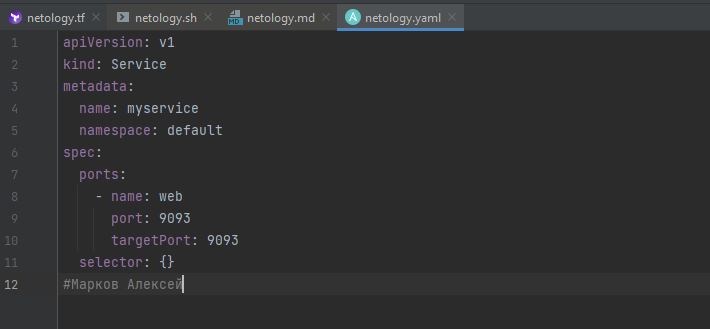 netology.tf netology.sh netology.md netology.yaml
MD
A
1 apiVersion: v1
2 kind: Service
3 metadata:
4   name: myservice
5   namespace: default
6 spec:
7   ports:
8     - name: web
9       port: 9093
10       targetPort: 9093
11   selector: {}
12 #Марков Алексей